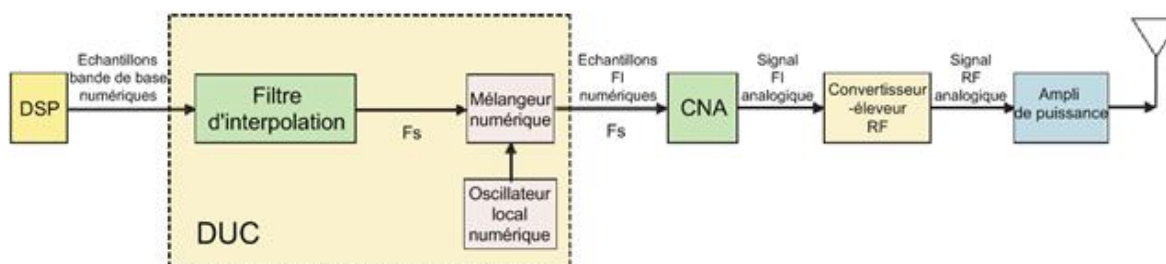 DSP
Échantillons
bande de base
numériques
Filtre
d'interpolation
Fs
Mélangeur
numérique
Oscillateur
local
numérique
DUC
Echantillons
FI
numériques
Fs
CNA
Signal
FI
analogique
Convertisseur
-éleveur
RF
Signal
RF
analogique
Ampli
de puissance